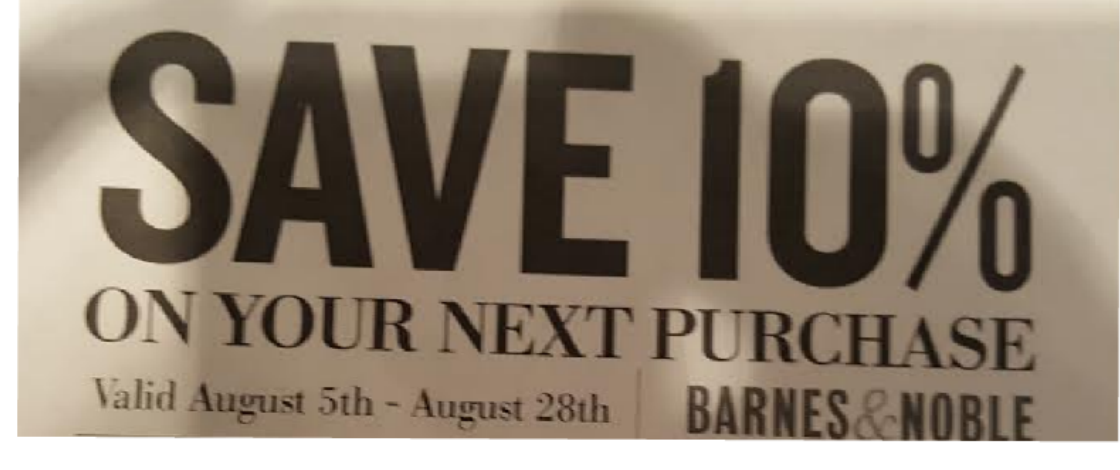 SAVE 10%
ON YOUR NEXT PURCHASE
Valid August 5th - August 28th
BARNES&NOBLE